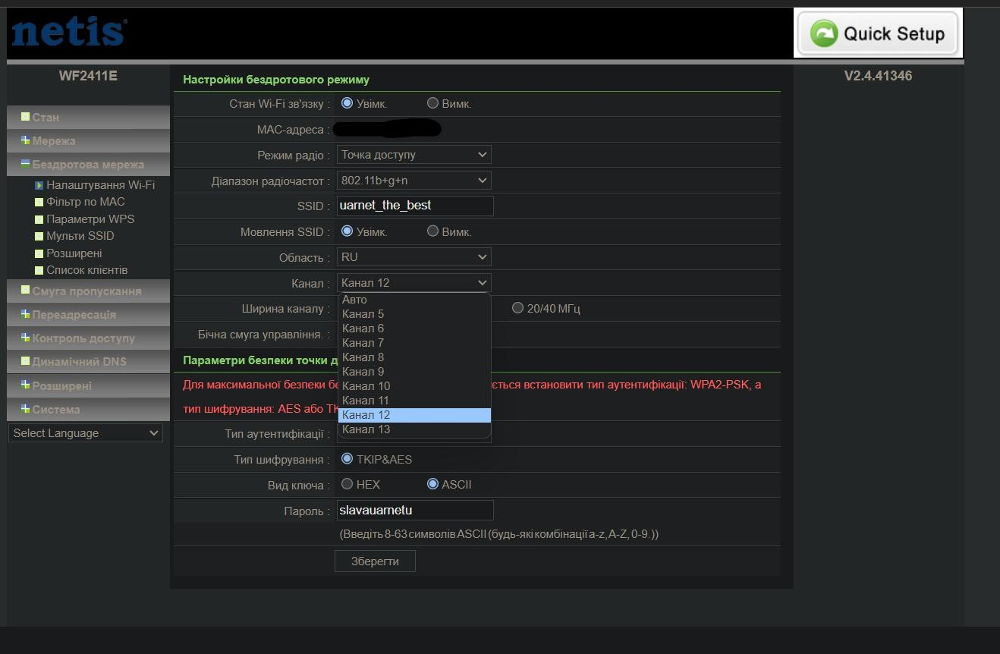 netis
Quick Setup
WF2411E
V2.4.41346
Стан
Мережа
Бездротова мережа
Налаштування Wi-Fi
Фільтр по MAC
Параметри WPS
Мульти SSID
Розширені
Список клієнтів
Смуга пропускання
Переадресація
Контроль доступу
Динамічний DNS
Розширені
Система
Select Language
Настройки бездротового режиму
Стан Wi-Fi зв'язку : Увімк. Вимк.
MAC-адреса :
Режим радіо : Точка доступу
Діапазон радіочастот : 802.11b+g+n
SSID : uarnet_the_best
Мовлення SSID : Увімк. Вимк.
Область : RU
Канал : Канал 12
Авто
Канал 5
Канал 6
Канал 7
Канал 8
Канал 9
Канал 10
Канал 11
Канал 12
Канал 13
Ширина каналу : 20/40 МГц
Бічна смуга управління. :
Параметри безпеки точки д
Для максимальної безпеки бе ється встановити тип аутентифікації: WPA2-PSK, а
тип шифрування: AES або TK
Тип аутентифікації :
Тип шифрування : TKIP&AES
Вид ключа : HEX ASCII
Пароль : slavauarnetu
(Введіть 8-63 символів ASCII (будь-які комбінації a-z, A-Z, 0-9.))
Зберегти